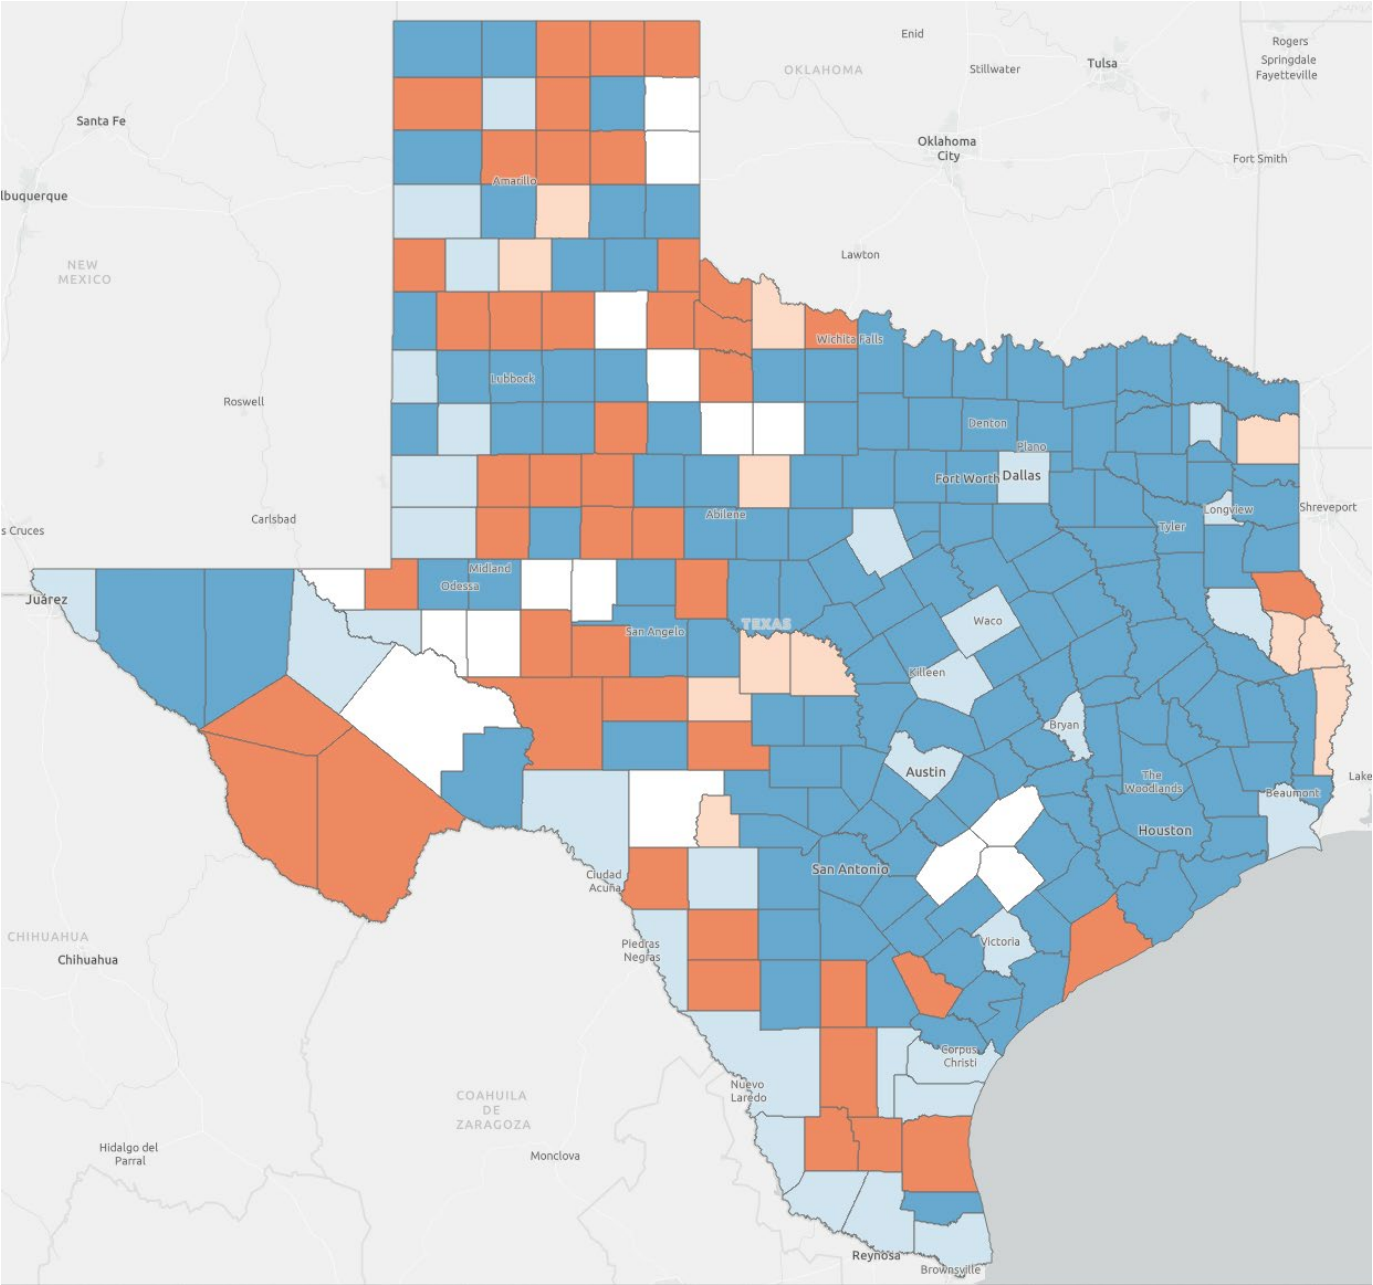 Enid
Rogers
Springdale
Fayetteville
OKLAHOMA
Stillwater
Tulsa
Santa Fe
Oklahoma
City
Fort Smith
Amarillo
lbuquerque
Lawton
NEW
MEXICO
Wichita Falls
Lubbock
Roswell
Denton
Plano
Fort Worth
Dallas
Abilene
Longview
Shreveport
s Cruces
Carlsbad
Tyler
Midland
Odessa
Juárez
TEXAS
San Angelo
Waco
Killeen
Bryan
Austin
The
Woodlands
Beaumont
Lake
Houston
San Antonio
Ciudad
Acuña
Piedras
Negras
Victoria
CHIHUAHUA
Chihuahua
Corpus
Christi
Nuevo
Laredo
COAHUILA
DE
ZARAGOZA
Hidalgo del
Parral
Monclova
Reynosa
Brownsville